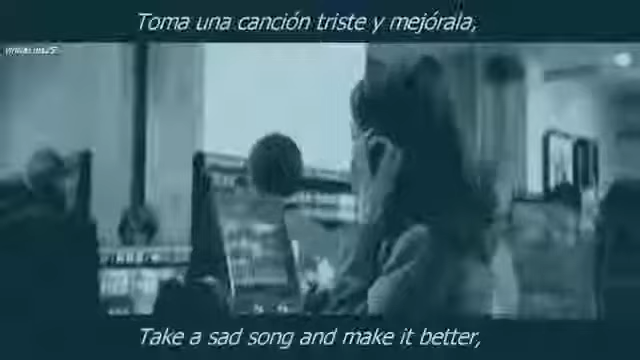 Toma una canción triste y mejórala,
Take a sad song and make it better,